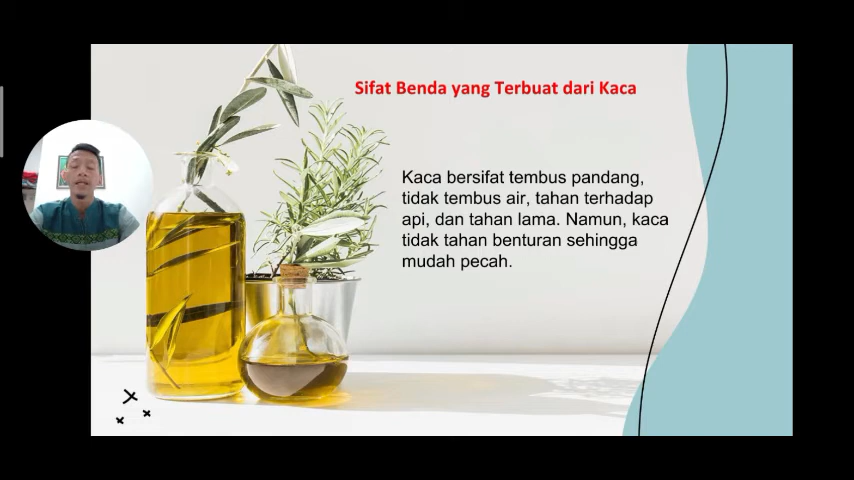 Sifat Benda yang Terbuat dari Kaca
Kaca bersifat tembus pandang,
tidak tembus air, tahan terhadap
api, dan tahan lama. Namun, kaca
tidak tahan benturan sehingga
mudah pecah.